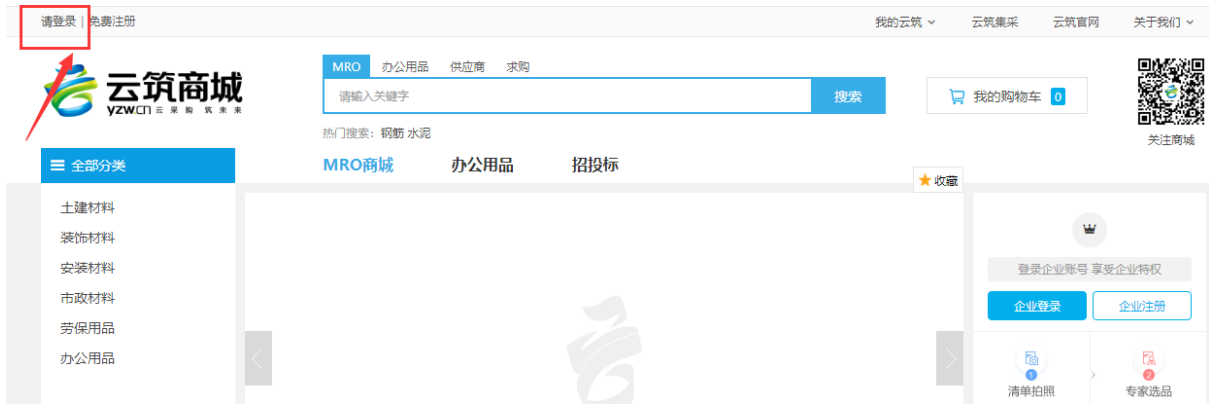 请登录 免费注册 我的云筑 云筑集采 云筑官网 关于我们
云筑商城
yzw.cn 云采购 筑未来
MRO 办公用品 供应商 求购
请输入关键字 搜索
我的购物车 0
热门搜索: 钢筋 水泥
关注商城
全部分类
MRO商城 办公用品 招投标
收藏
土建材料
装饰材料
安装材料
市政材料
劳保用品
办公用品
登录企业账号 享受企业特权
企业登录 企业注册
1 2
清单拍照 专家选品